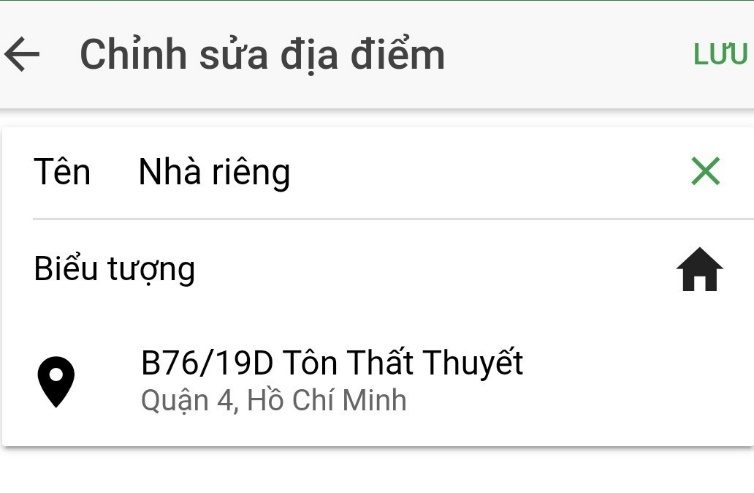 Chỉnh sửa địa điểm LƯU
Tên Nhà riêng
Biểu tượng
B76/19D Tôn Thất Thuyết
Quận 4, Hồ Chí Minh